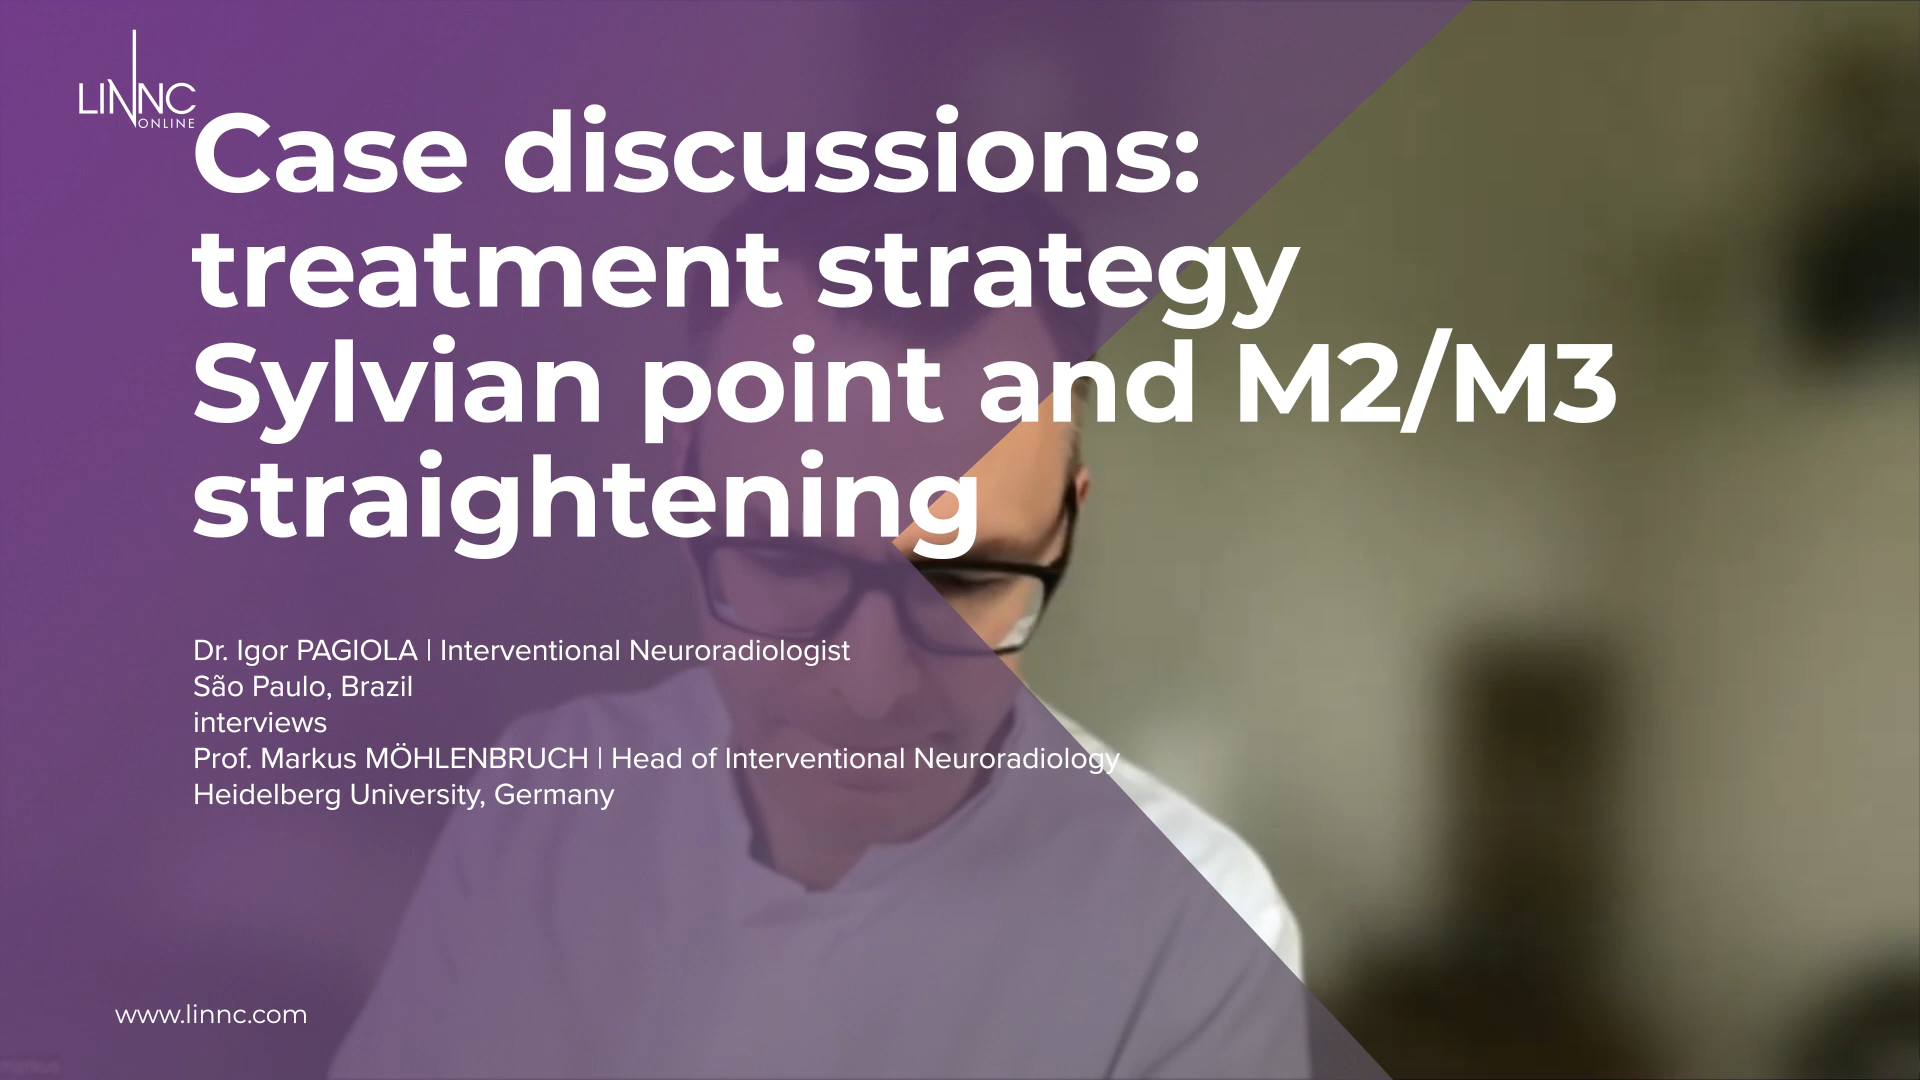 LINNC
ONLINE
Case discussions:
treatment strategy
Sylvian point and M2/M3
straightening
Dr. Igor PAGIOLA | Interventional Neuroradiologist
São Paulo, Brazil
interviews
Prof. Markus MÖHLENBRUCH | Head of Interventional Neuroradiology
Heidelberg University, Germany
www.linnc.com